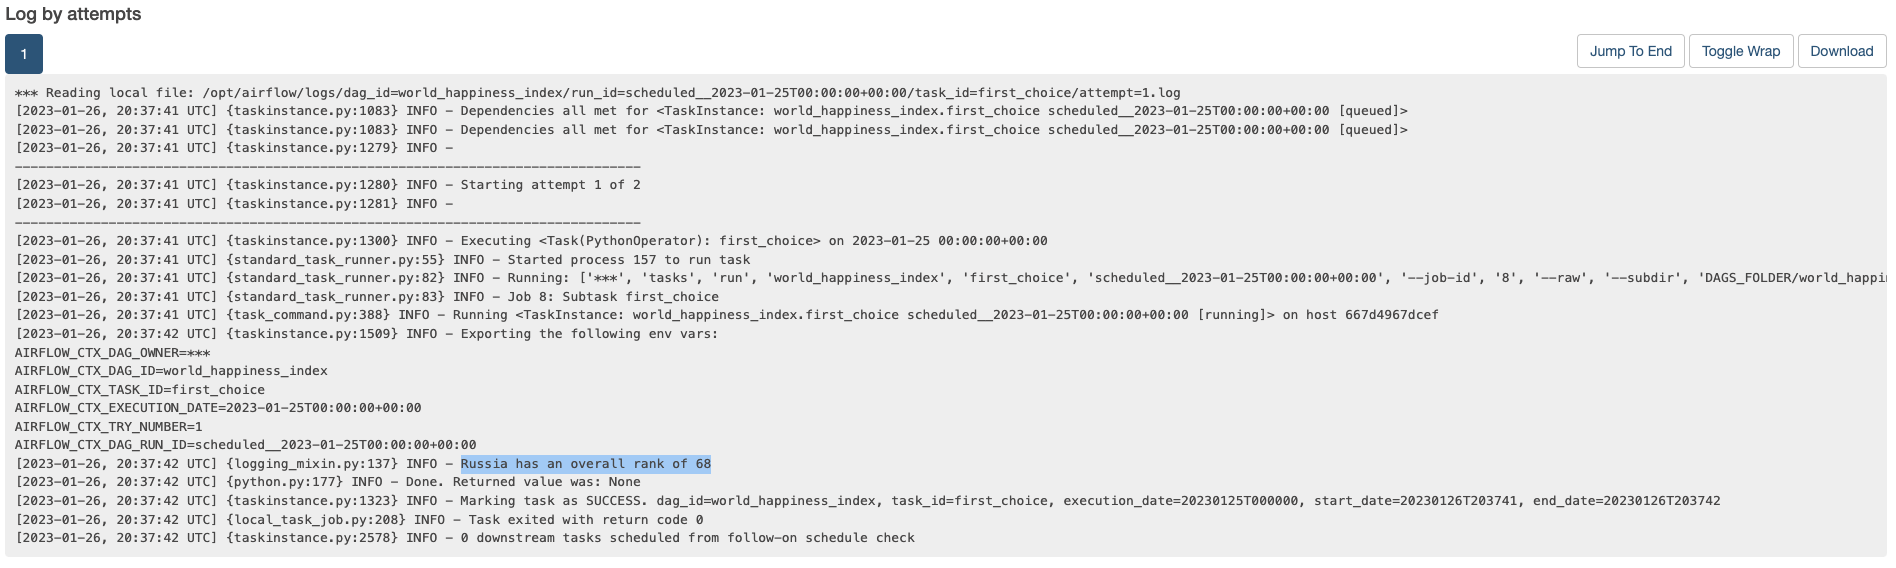 Log by attempts
1
Jump To End
Toggle Wrap
Download
*** Reading local file: /opt/airflow/logs/dag_id=world_happiness_index/run_id=scheduled__2023-01-25T00:00:00+00:00/task_id=first_choice/attempt=1.log
[2023-01-26, 20:37:41 UTC] {taskinstance.py:1083} INFO - Dependencies all met for <TaskInstance: world_happiness_index.first_choice scheduled__2023-01-25T00:00:00+00:00 [queued]>
[2023-01-26, 20:37:41 UTC] {taskinstance.py:1083} INFO - Dependencies all met for <TaskInstance: world_happiness_index.first_choice scheduled__2023-01-25T00:00:00+00:00 [queued]>
[2023-01-26, 20:37:41 UTC] {taskinstance.py:1279} INFO -
--------------------------------------------------------------------------------
[2023-01-26, 20:37:41 UTC] {taskinstance.py:1280} INFO - Starting attempt 1 of 2
[2023-01-26, 20:37:41 UTC] {taskinstance.py:1281} INFO -
--------------------------------------------------------------------------------
[2023-01-26, 20:37:41 UTC] {taskinstance.py:1300} INFO - Executing <Task(PythonOperator): first_choice> on 2023-01-25 00:00:00+00:00
[2023-01-26, 20:37:41 UTC] {standard_task_runner.py:55} INFO - Started process 157 to run task
[2023-01-26, 20:37:41 UTC] {standard_task_runner.py:82} INFO - Running: ['***', 'tasks', 'run', 'world_happiness_index', 'first_choice', 'scheduled__2023-01-25T00:00:00+00:00', '--job-id', '8', '--raw', '--subdir', 'DAGS_FOLDER/world_happi
[2023-01-26, 20:37:41 UTC] {standard_task_runner.py:83} INFO - Job 8: Subtask first_choice
[2023-01-26, 20:37:41 UTC] {task_command.py:388} INFO - Running <TaskInstance: world_happiness_index.first_choice scheduled__2023-01-25T00:00:00+00:00 [running]> on host 667d4967dcef
[2023-01-26, 20:37:42 UTC] {taskinstance.py:1509} INFO - Exporting the following env vars:
AIRFLOW_CTX_DAG_OWNER=***
AIRFLOW_CTX_DAG_ID=world_happiness_index
AIRFLOW_CTX_TASK_ID=first_choice
AIRFLOW_CTX_EXECUTION_DATE=2023-01-25T00:00:00+00:00
AIRFLOW_CTX_TRY_NUMBER=1
AIRFLOW_CTX_DAG_RUN_ID=scheduled__2023-01-25T00:00:00+00:00
[2023-01-26, 20:37:42 UTC] {logging_mixin.py:137} INFO - Russia has an overall rank of 68
[2023-01-26, 20:37:42 UTC] {python.py:177} INFO - Done. Returned value was: None
[2023-01-26, 20:37:42 UTC] {taskinstance.py:1323} INFO - Marking task as SUCCESS. dag_id=world_happiness_index, task_id=first_choice, execution_date=20230125T000000, start_date=20230126T203741, end_date=20230126T203742
[2023-01-26, 20:37:42 UTC] {local_task_job.py:208} INFO - Task exited with return code 0
[2023-01-26, 20:37:42 UTC] {taskinstance.py:2578} INFO - 0 downstream tasks scheduled from follow-on schedule check